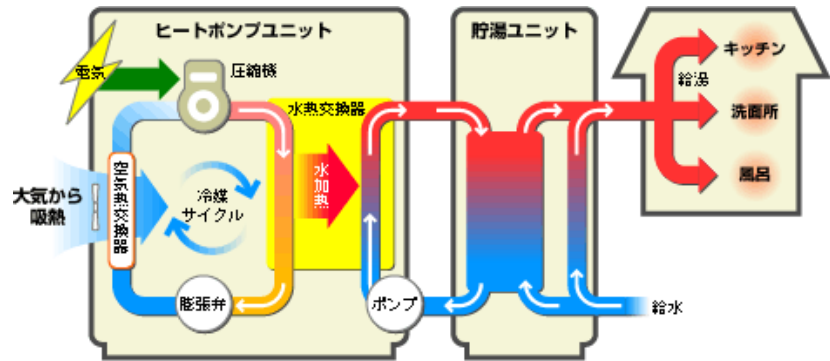 ヒートポンプユニット
貯湯ユニット
電気
圧縮機
水熱交換器
給湯
キッチン
洗面所
風呂
大気から
吸熱
空気熱交換器
冷媒
サイクル
水加熱
膨張弁
ポンプ
給水